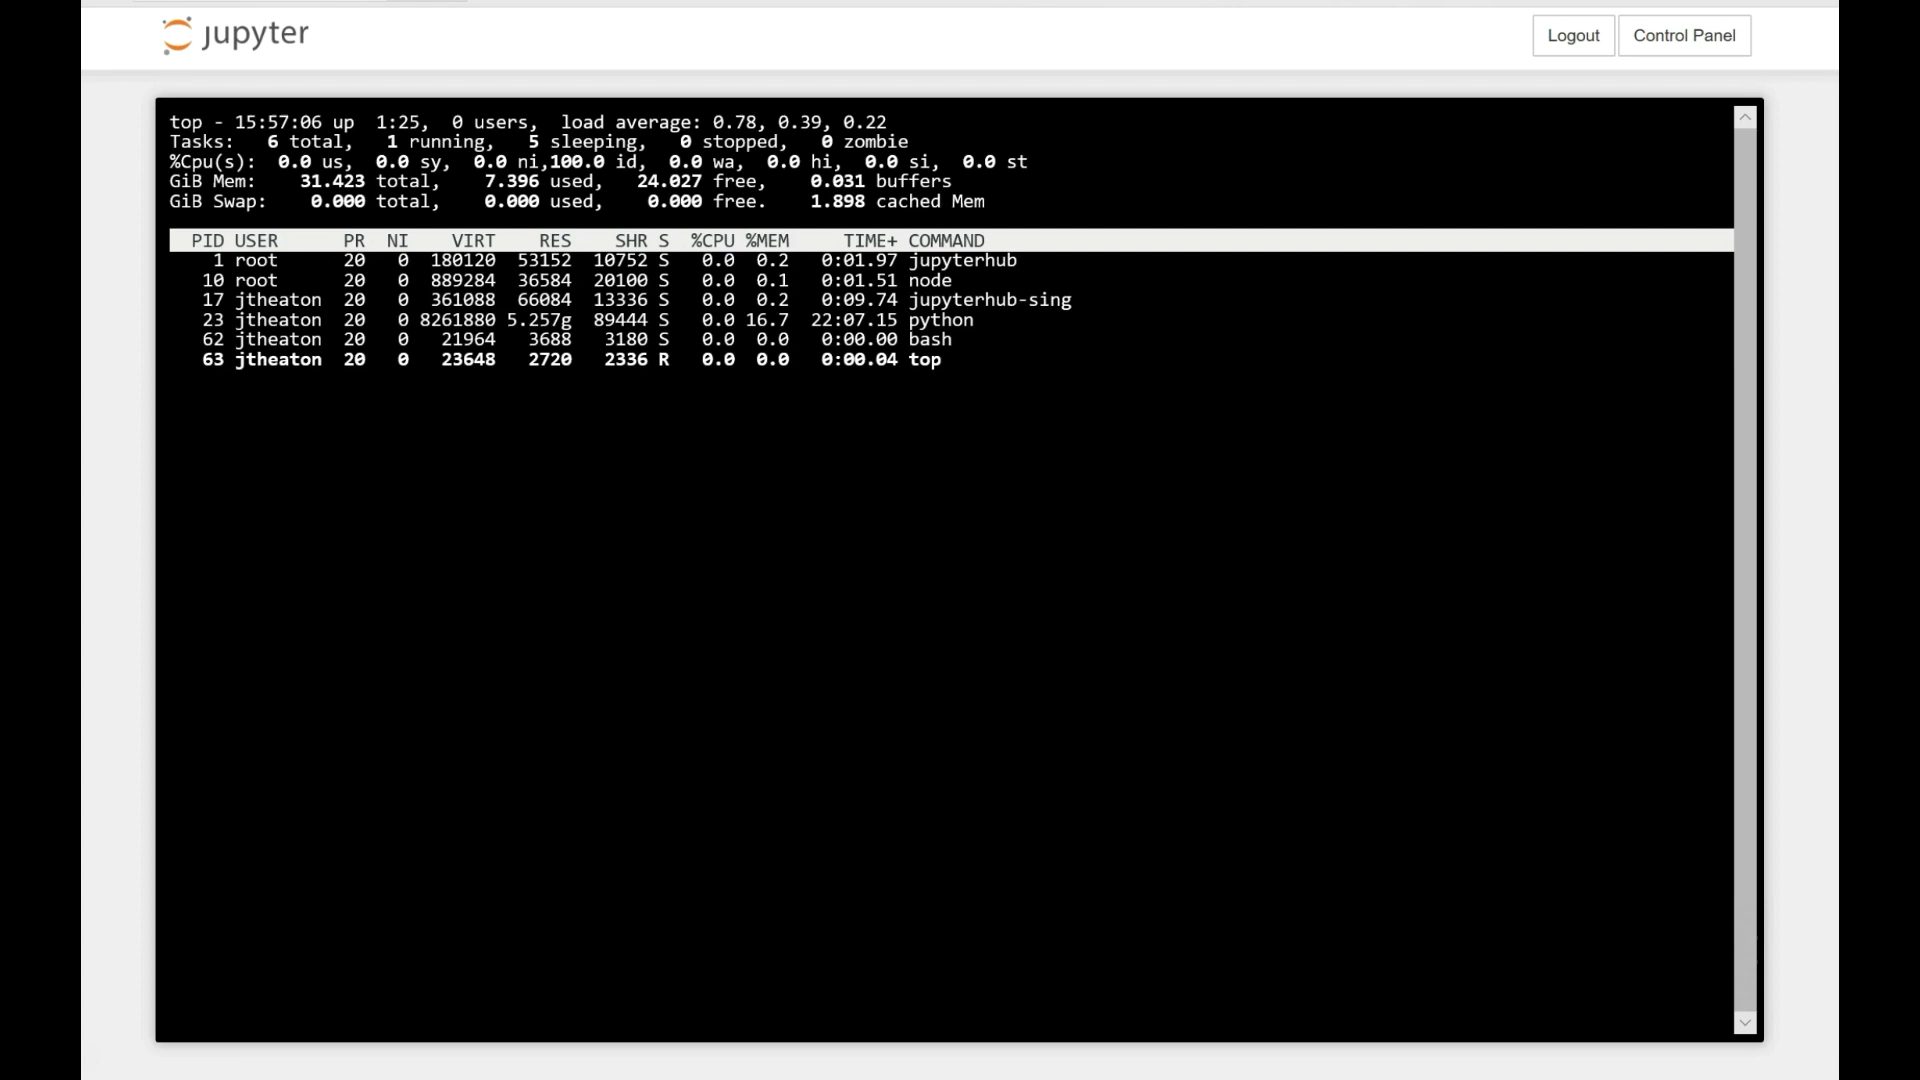 jupyter
Logout Control Panel
top - 15:57:06 up  1:25,  0 users,  load average: 0.78, 0.39, 0.22
Tasks:   6 total,   1 running,   5 sleeping,   0 stopped,   0 zombie
%Cpu(s):  0.0 us,  0.0 sy,  0.0 ni,100.0 id,  0.0 wa,  0.0 hi,  0.0 si,  0.0 st
GiB Mem:    31.423 total,    7.396 used,   24.027 free,    0.031 buffers
GiB Swap:    0.000 total,    0.000 used,    0.000 free.    1.898 cached Mem
  PID USER      PR  NI    VIRT    RES    SHR S  %CPU %MEM     TIME+ COMMAND
    1 root      20   0  180120  53152  10752 S   0.0  0.2   0:01.97 jupyterhub
   10 root      20   0  889284  36584  20100 S   0.0  0.1   0:01.51 node
   17 jtheaton  20   0  361088  66084  13336 S   0.0  0.2   0:09.74 jupyterhub-sing
   23 jtheaton  20   0 8261880 5.257g  89444 S   0.0 16.7  22:07.15 python
   62 jtheaton  20   0   21964   3688   3180 S   0.0  0.0   0:00.00 bash
   63 jtheaton  20   0   23648   2720   2336 R   0.0  0.0   0:00.04 top